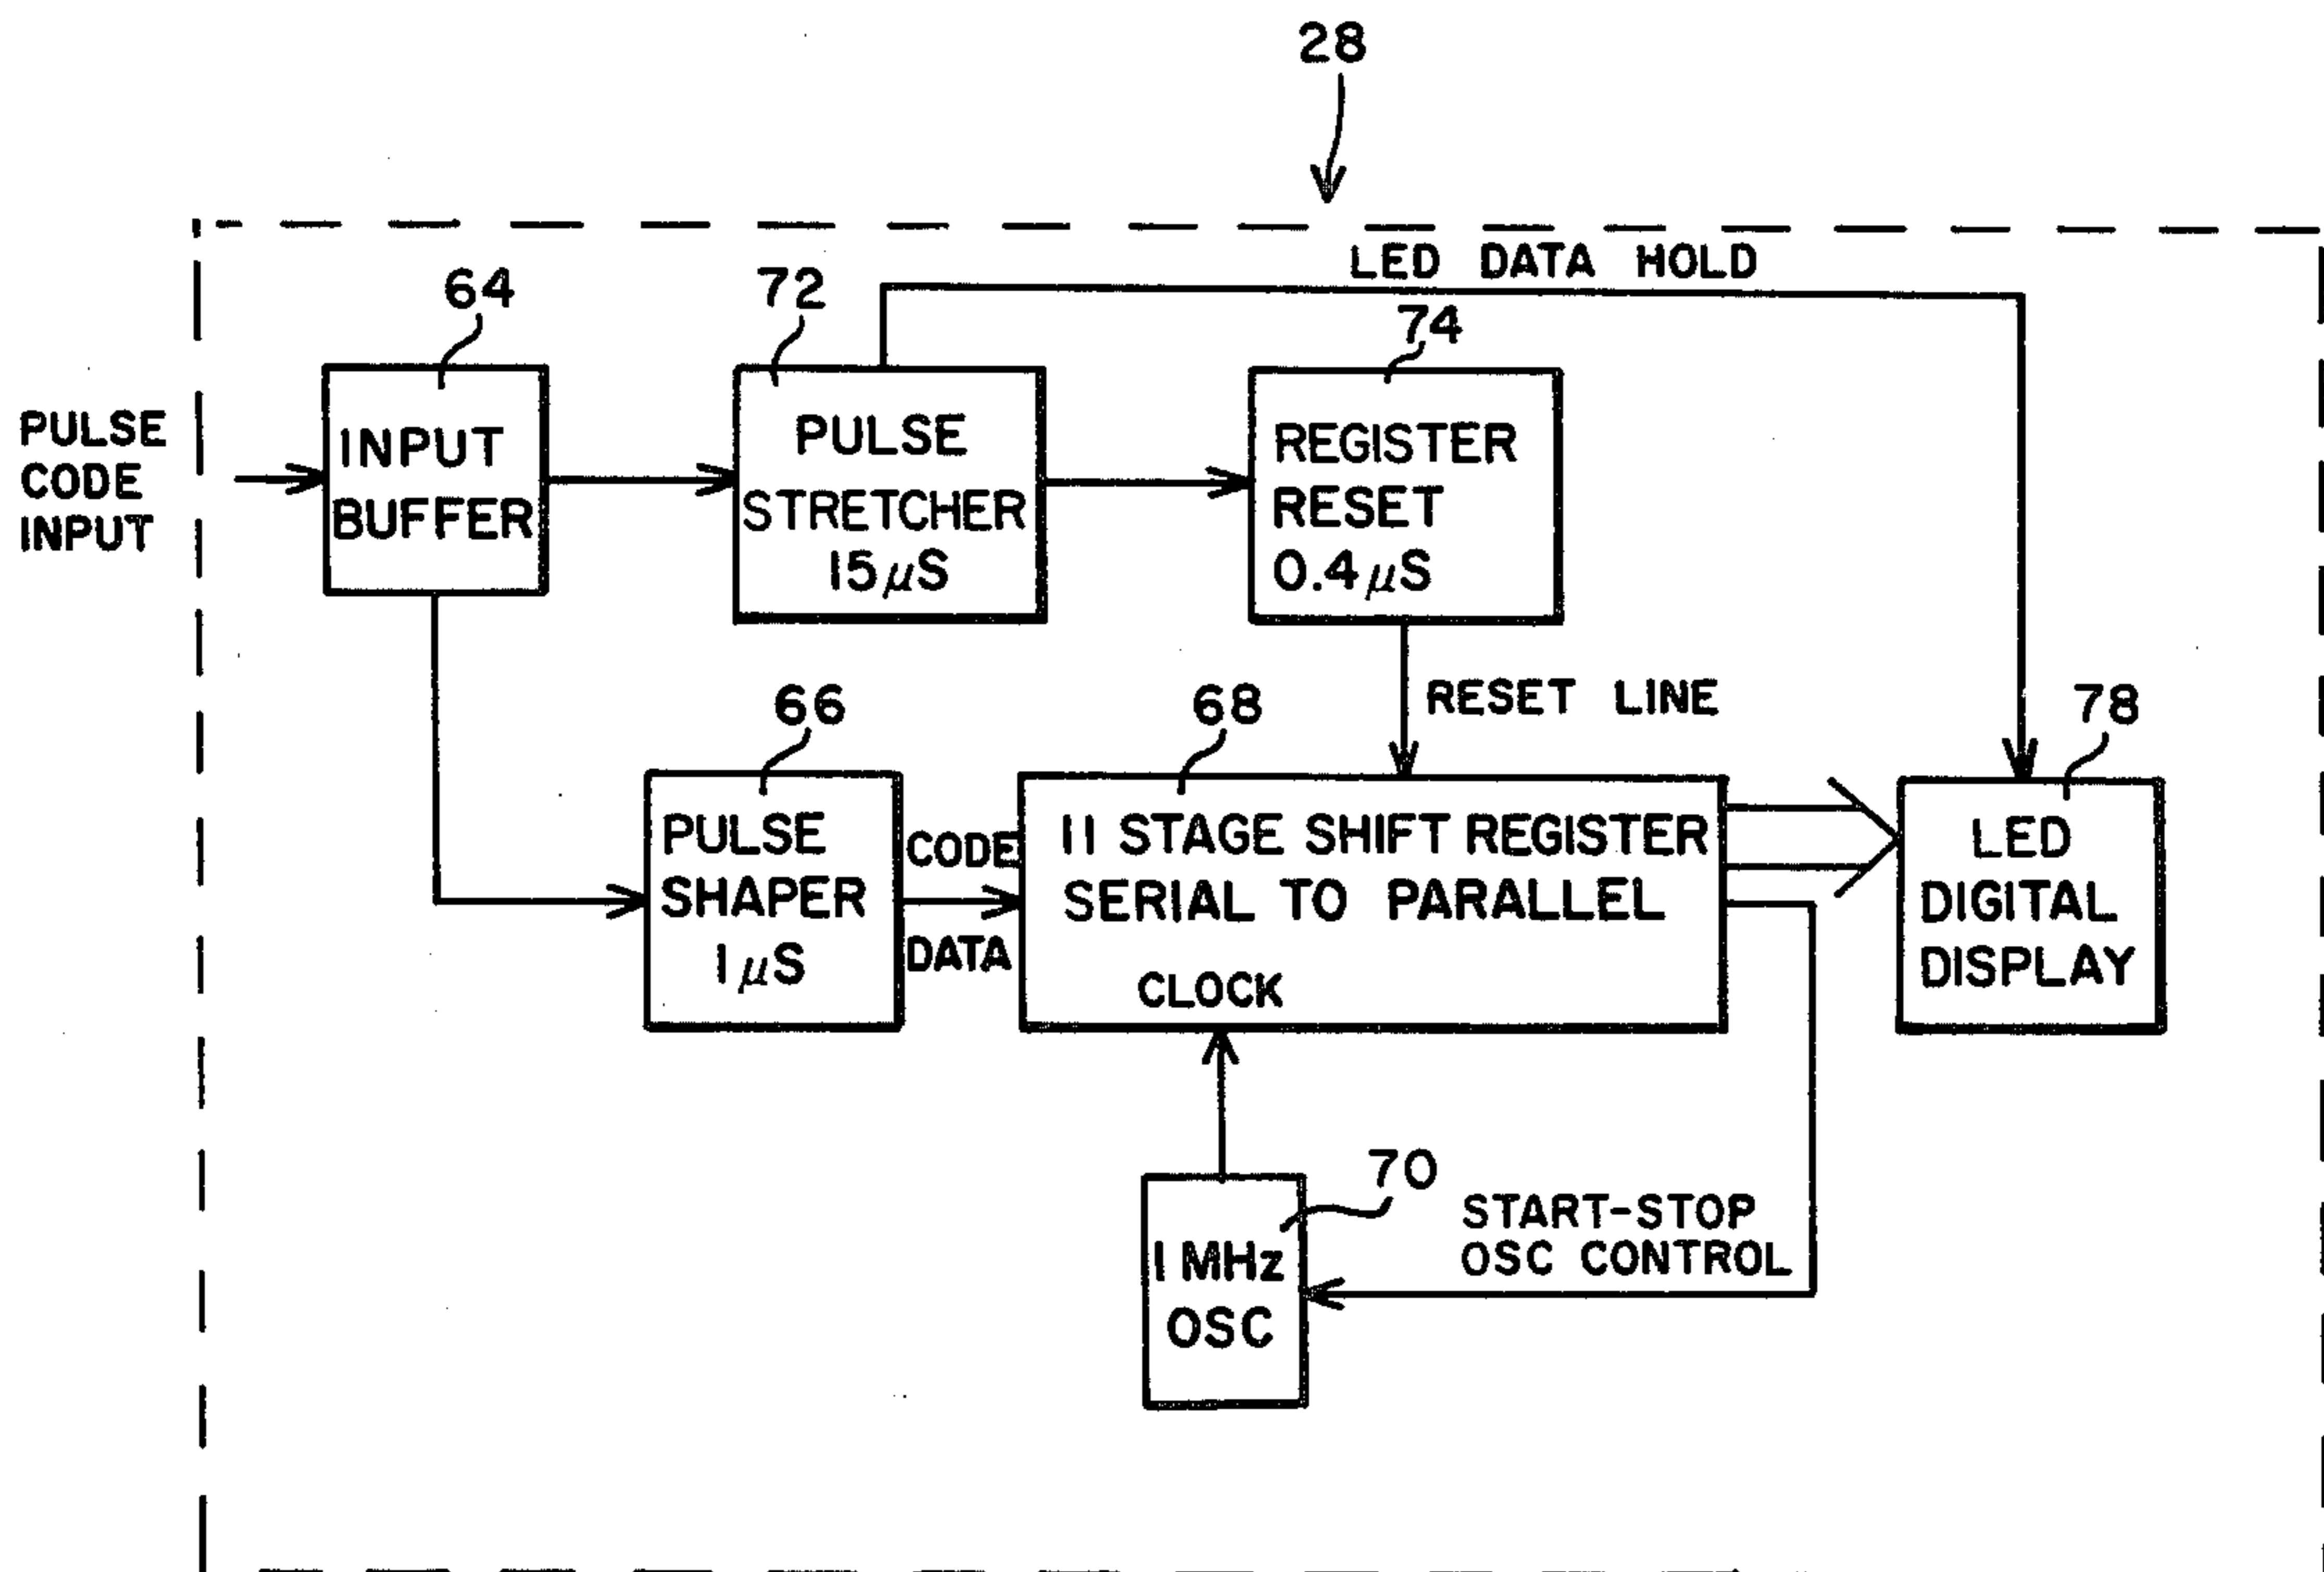 28
LED DATA HOLD
64
72
74
PULSE
CODE
INPUT
INPUT
BUFFER
PULSE
STRETCHER
15μS
REGISTER
RESET
0.4μS
RESET LINE
66
68
78
PULSE
SHAPER
1μS
CODE
DATA
11 STAGE SHIFT REGISTER
SERIAL TO PARALLEL
CLOCK
LED
DIGITAL
DISPLAY
70
1 MHz
OSC
START-STOP
OSC CONTROL